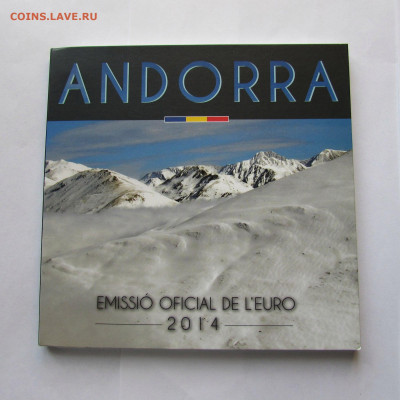 COINS.LAVE.RU
ANDORRA
EMISSIÓ OFICIAL DE L'EURO
2014